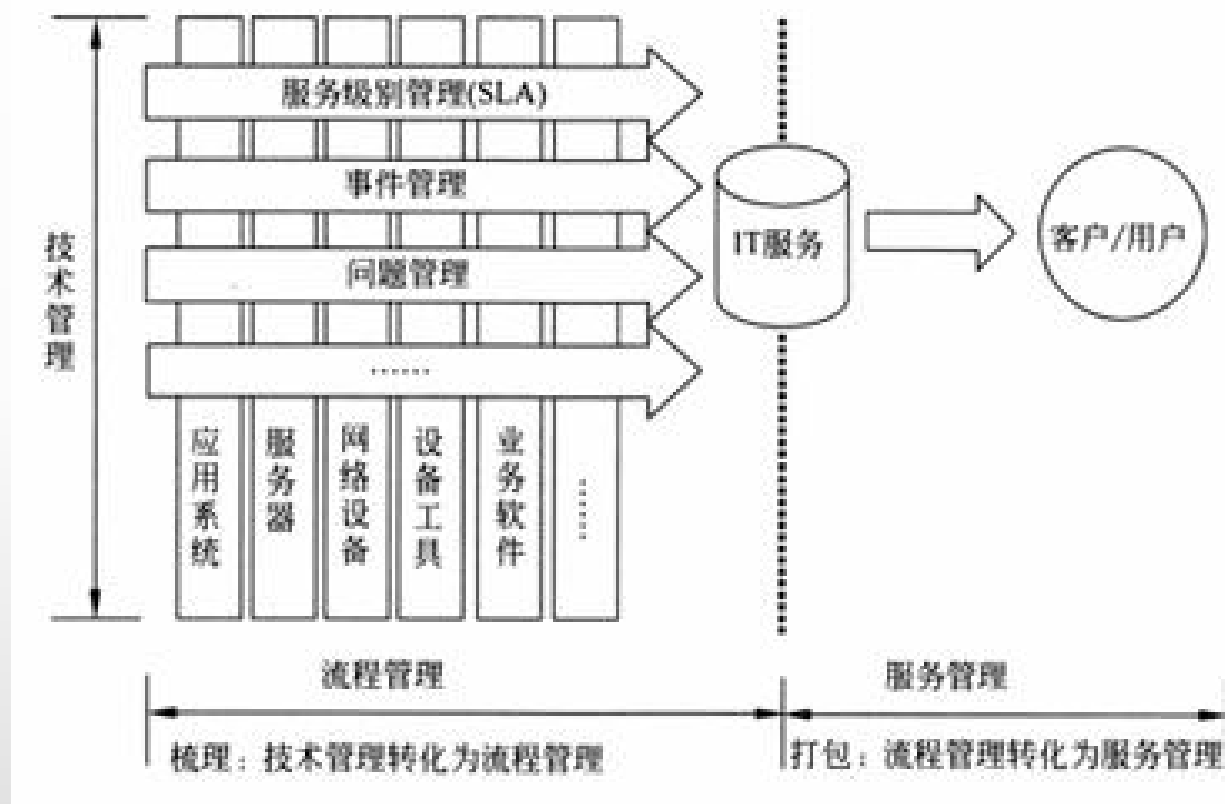 服务级别管理(SLA)
事件管理
问题管理
……
技术管理
应用系统
服务器
网络设备
设备工具
业务软件
……
IT服务
客户/用户
流程管理
服务管理
梳理：技术管理转化为流程管理
打包：流程管理转化为服务管理